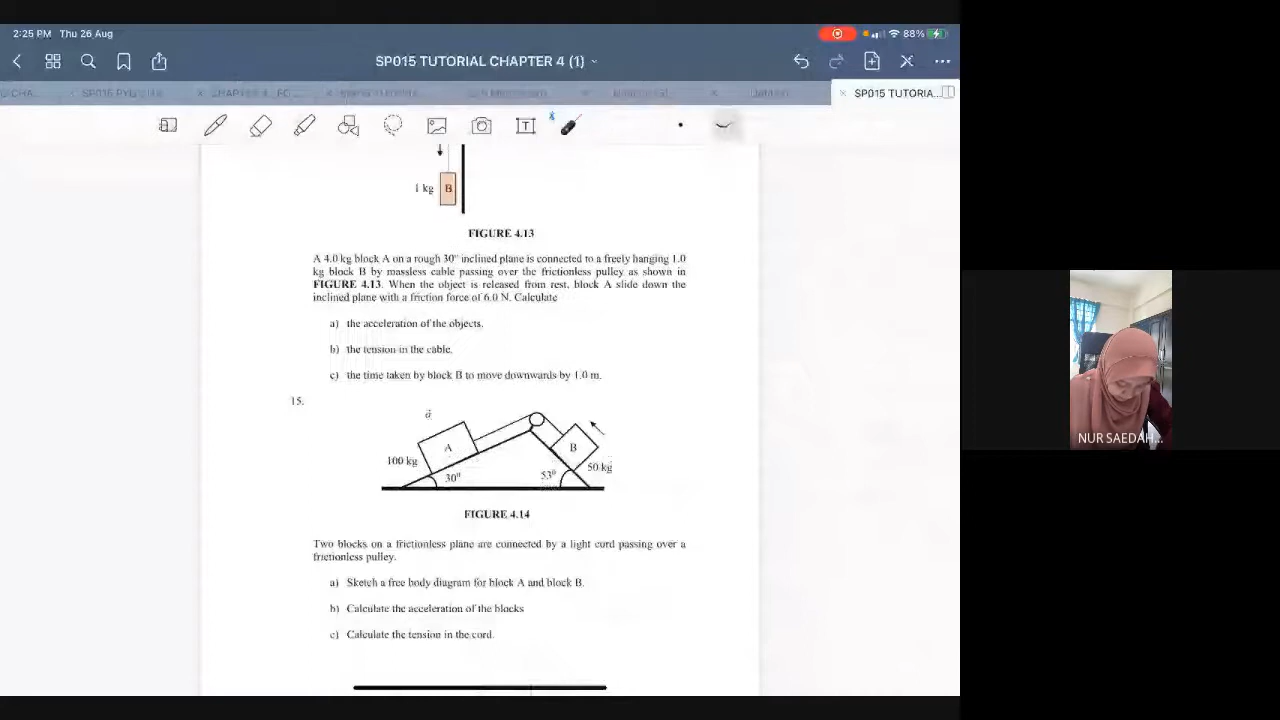 2:25 PM Thu 26 Aug
88%
SP015 TUTORIAL CHAPTER 4 (1)
SP015 TUTORIA...
T
1 kg B
FIGURE 4.13
A 4.0 kg block A on a rough 30° inclined plane is connected to a freely hanging 1.0
kg block B by massless cable passing over the frictionless pulley as shown in
FIGURE 4.13. When the object is released from rest, block A slide down the
inclined plane with a friction force of 6.0 N. Calculate
a) the acceleration of the objects.
b) the tension in the cable.
c) the time taken by block B to move downwards by 1.0 m.
15.
a
A
B
100 kg
50 kg
30°
53°
FIGURE 4.14
Two blocks on a frictionless plane are connected by a light cord passing over a
frictionless pulley.
a) Sketch a free body diagram for block A and block B.
b) Calculate the acceleration of the blocks
c) Calculate the tension in the cord.
NUR SAEDAH...